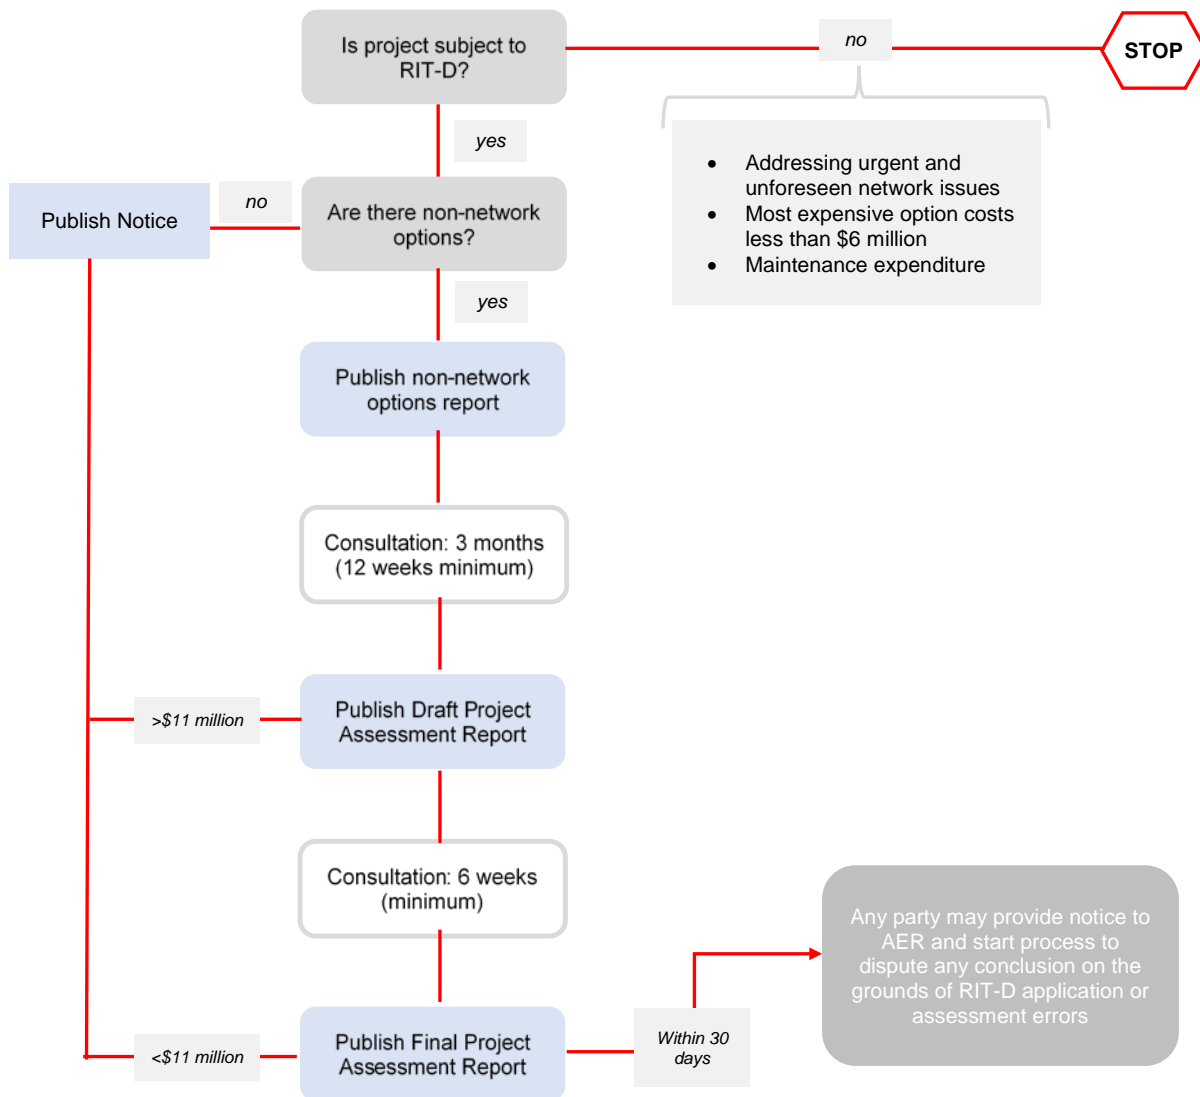 Is project subject to
RIT-D?
no
STOP
yes
• Addressing urgent and
unforeseen network issues
• Most expensive option costs
less than $6 million
• Maintenance expenditure
Publish Notice
no
Are there non-network
options?
yes
Publish non-network
options report
Consultation: 3 months
(12 weeks minimum)
>$11 million
Publish Draft Project
Assessment Report
Consultation: 6 weeks
(minimum)
Any party may provide notice to
AER and start process to
dispute any conclusion on the
grounds of RIT-D application or
assessment errors
<$11 million
Publish Final Project
Assessment Report
Within 30
days